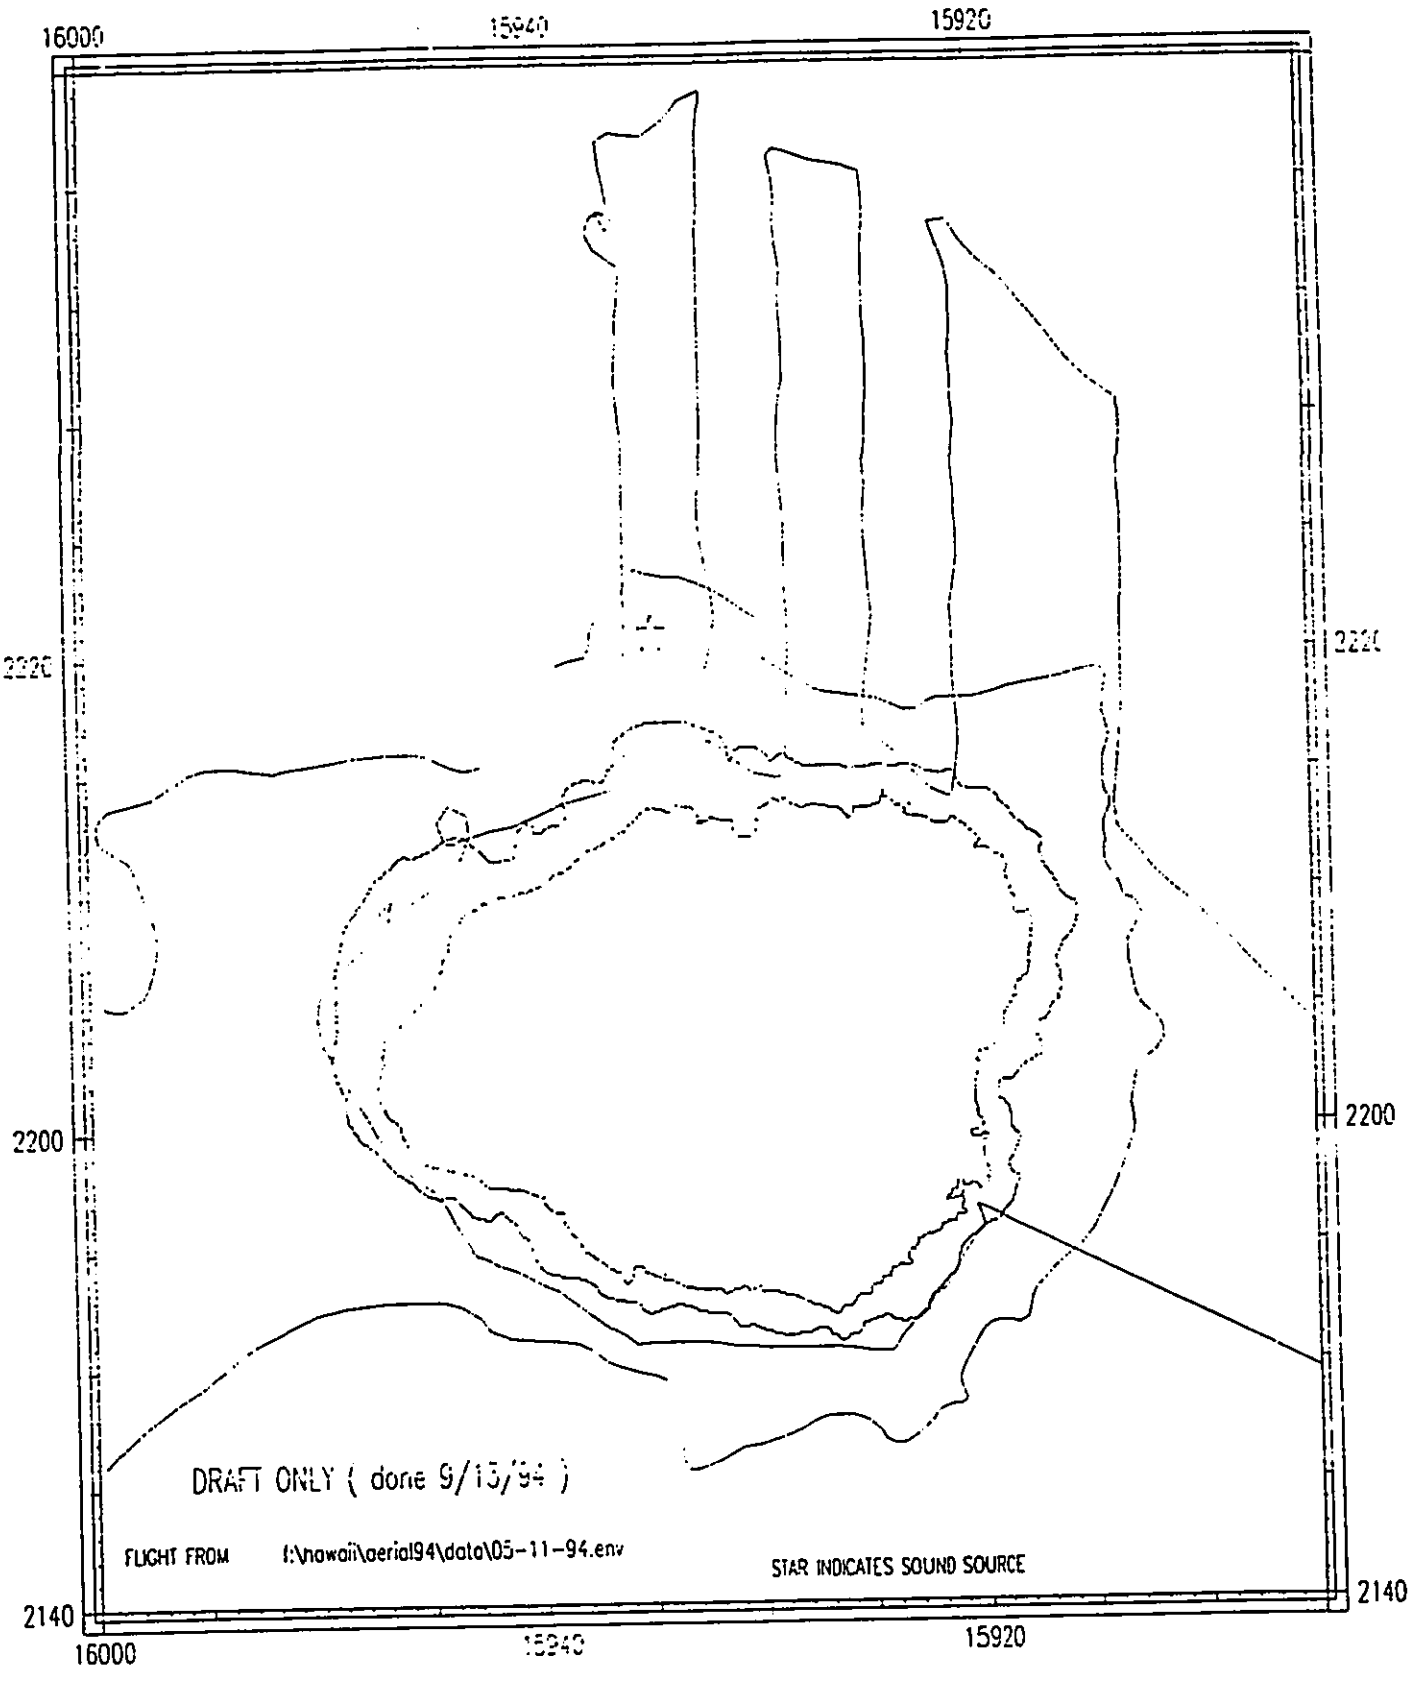 16000 15940 15920
2220 2220
2200 2200
DRAFT ONLY ( done 9/13/94 )
FLIGHT FROM f:\hawaii\aerial94\data\05-11-94.env
STAR INDICATES SOUND SOURCE
2140 2140
16000 15940 15920